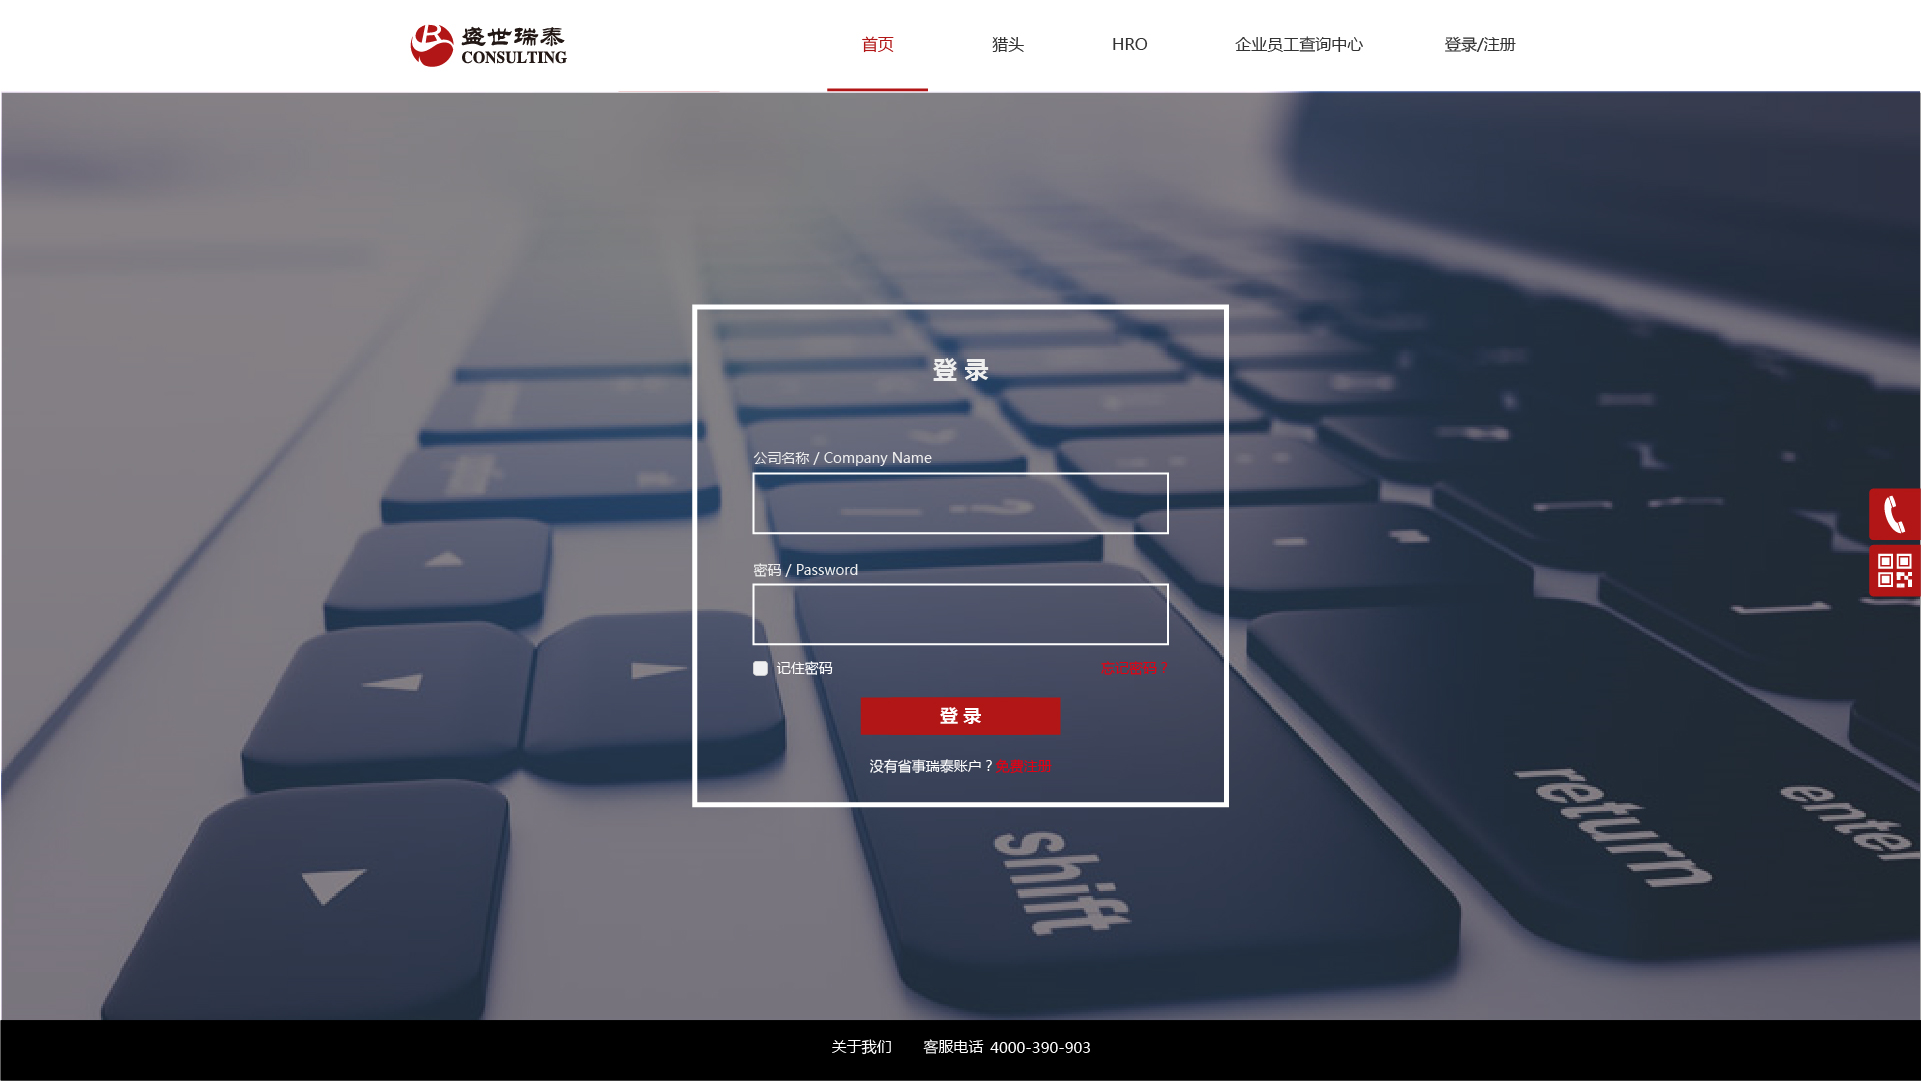 盛世瑞泰
CONSULTING
首页 猎头 HRO 企业员工查询中心 登录/注册
登 录
公司名称 / Company Name
密码 / Password
记住密码 忘记密码？
登 录
没有省事瑞泰账户？免费注册
shift
return
enter
关于我们 客服电话 4000-390-903